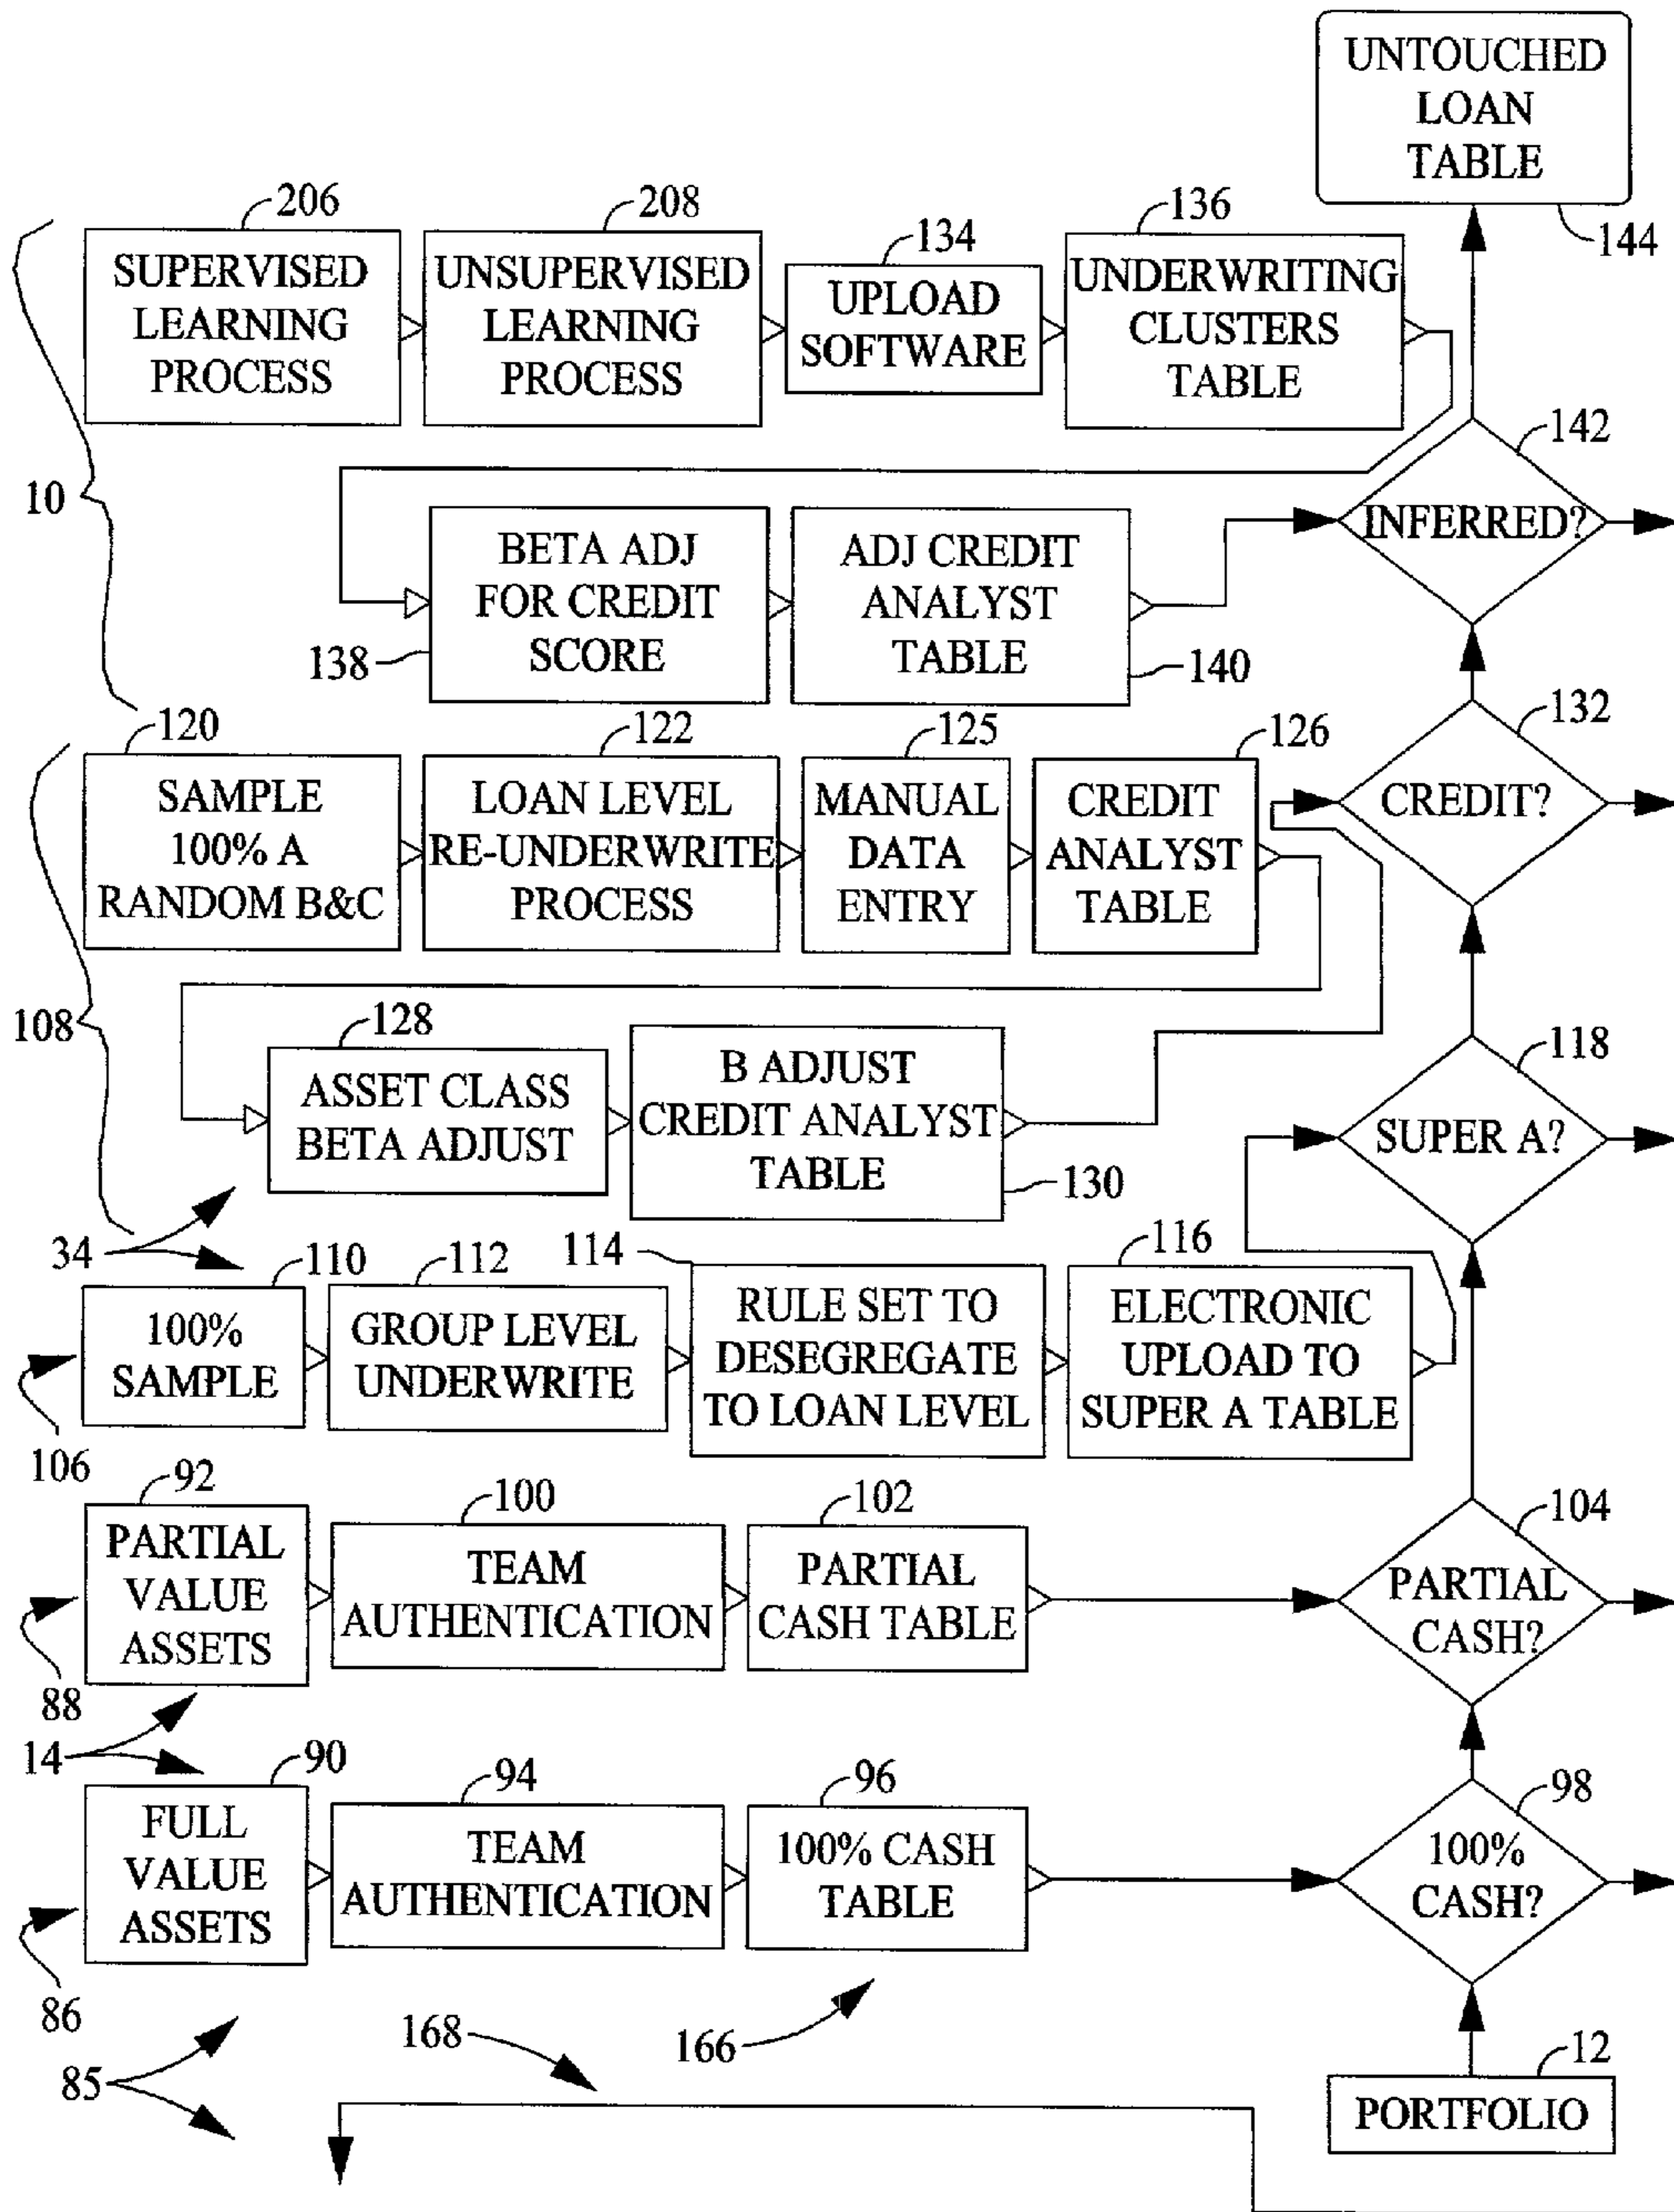 UNTOUCHED
LOAN
TABLE
144
206
SUPERVISED
LEARNING
PROCESS
208
UNSUPERVISED
LEARNING
PROCESS
134
UPLOAD
SOFTWARE
136
UNDERWRITING
CLUSTERS
TABLE
142
INFERRED?
10
BETA ADJ
FOR CREDIT
SCORE
138
ADJ CREDIT
ANALYST
TABLE
140
120
SAMPLE
100% A
RANDOM B&C
122
LOAN LEVEL
RE-UNDERWRITE
PROCESS
125
MANUAL
DATA
ENTRY
126
CREDIT
ANALYST
TABLE
132
CREDIT?
108
128
ASSET CLASS
BETA ADJUST
B ADJUST
CREDIT ANALYST
TABLE
130
118
SUPER A?
34
110
100%
SAMPLE
106
112
GROUP LEVEL
UNDERWRITE
114
RULE SET TO
DESEGREGATE
TO LOAN LEVEL
116
ELECTRONIC
UPLOAD TO
SUPER A TABLE
92
PARTIAL
VALUE
ASSETS
88
100
TEAM
AUTHENTICATION
102
PARTIAL
CASH TABLE
104
PARTIAL
CASH?
14
90
FULL
VALUE
ASSETS
86
94
TEAM
AUTHENTICATION
96
100% CASH
TABLE
98
100%
CASH?
85
168
166
12
PORTFOLIO